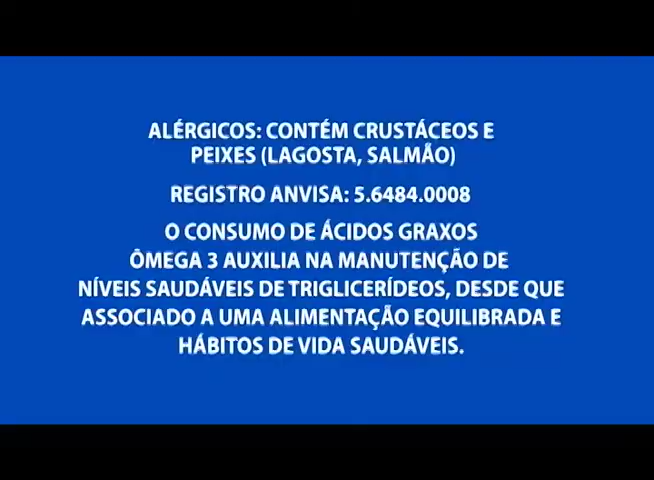 ALÉRGICOS: CONTÉM CRUSTÁCEOS E
PEIXES (LAGOSTA, SALMÃO)
REGISTRO ANVISA: 5.6484.0008
O CONSUMO DE ÁCIDOS GRAXOS
ÔMEGA 3 AUXILIA NA MANUTENÇÃO DE
NÍVEIS SAUDÁVEIS DE TRIGLICERÍDEOS, DESDE QUE
ASSOCIADO A UMA ALIMENTAÇÃO EQUILIBRADA E
HÁBITOS DE VIDA SAUDÁVEIS.